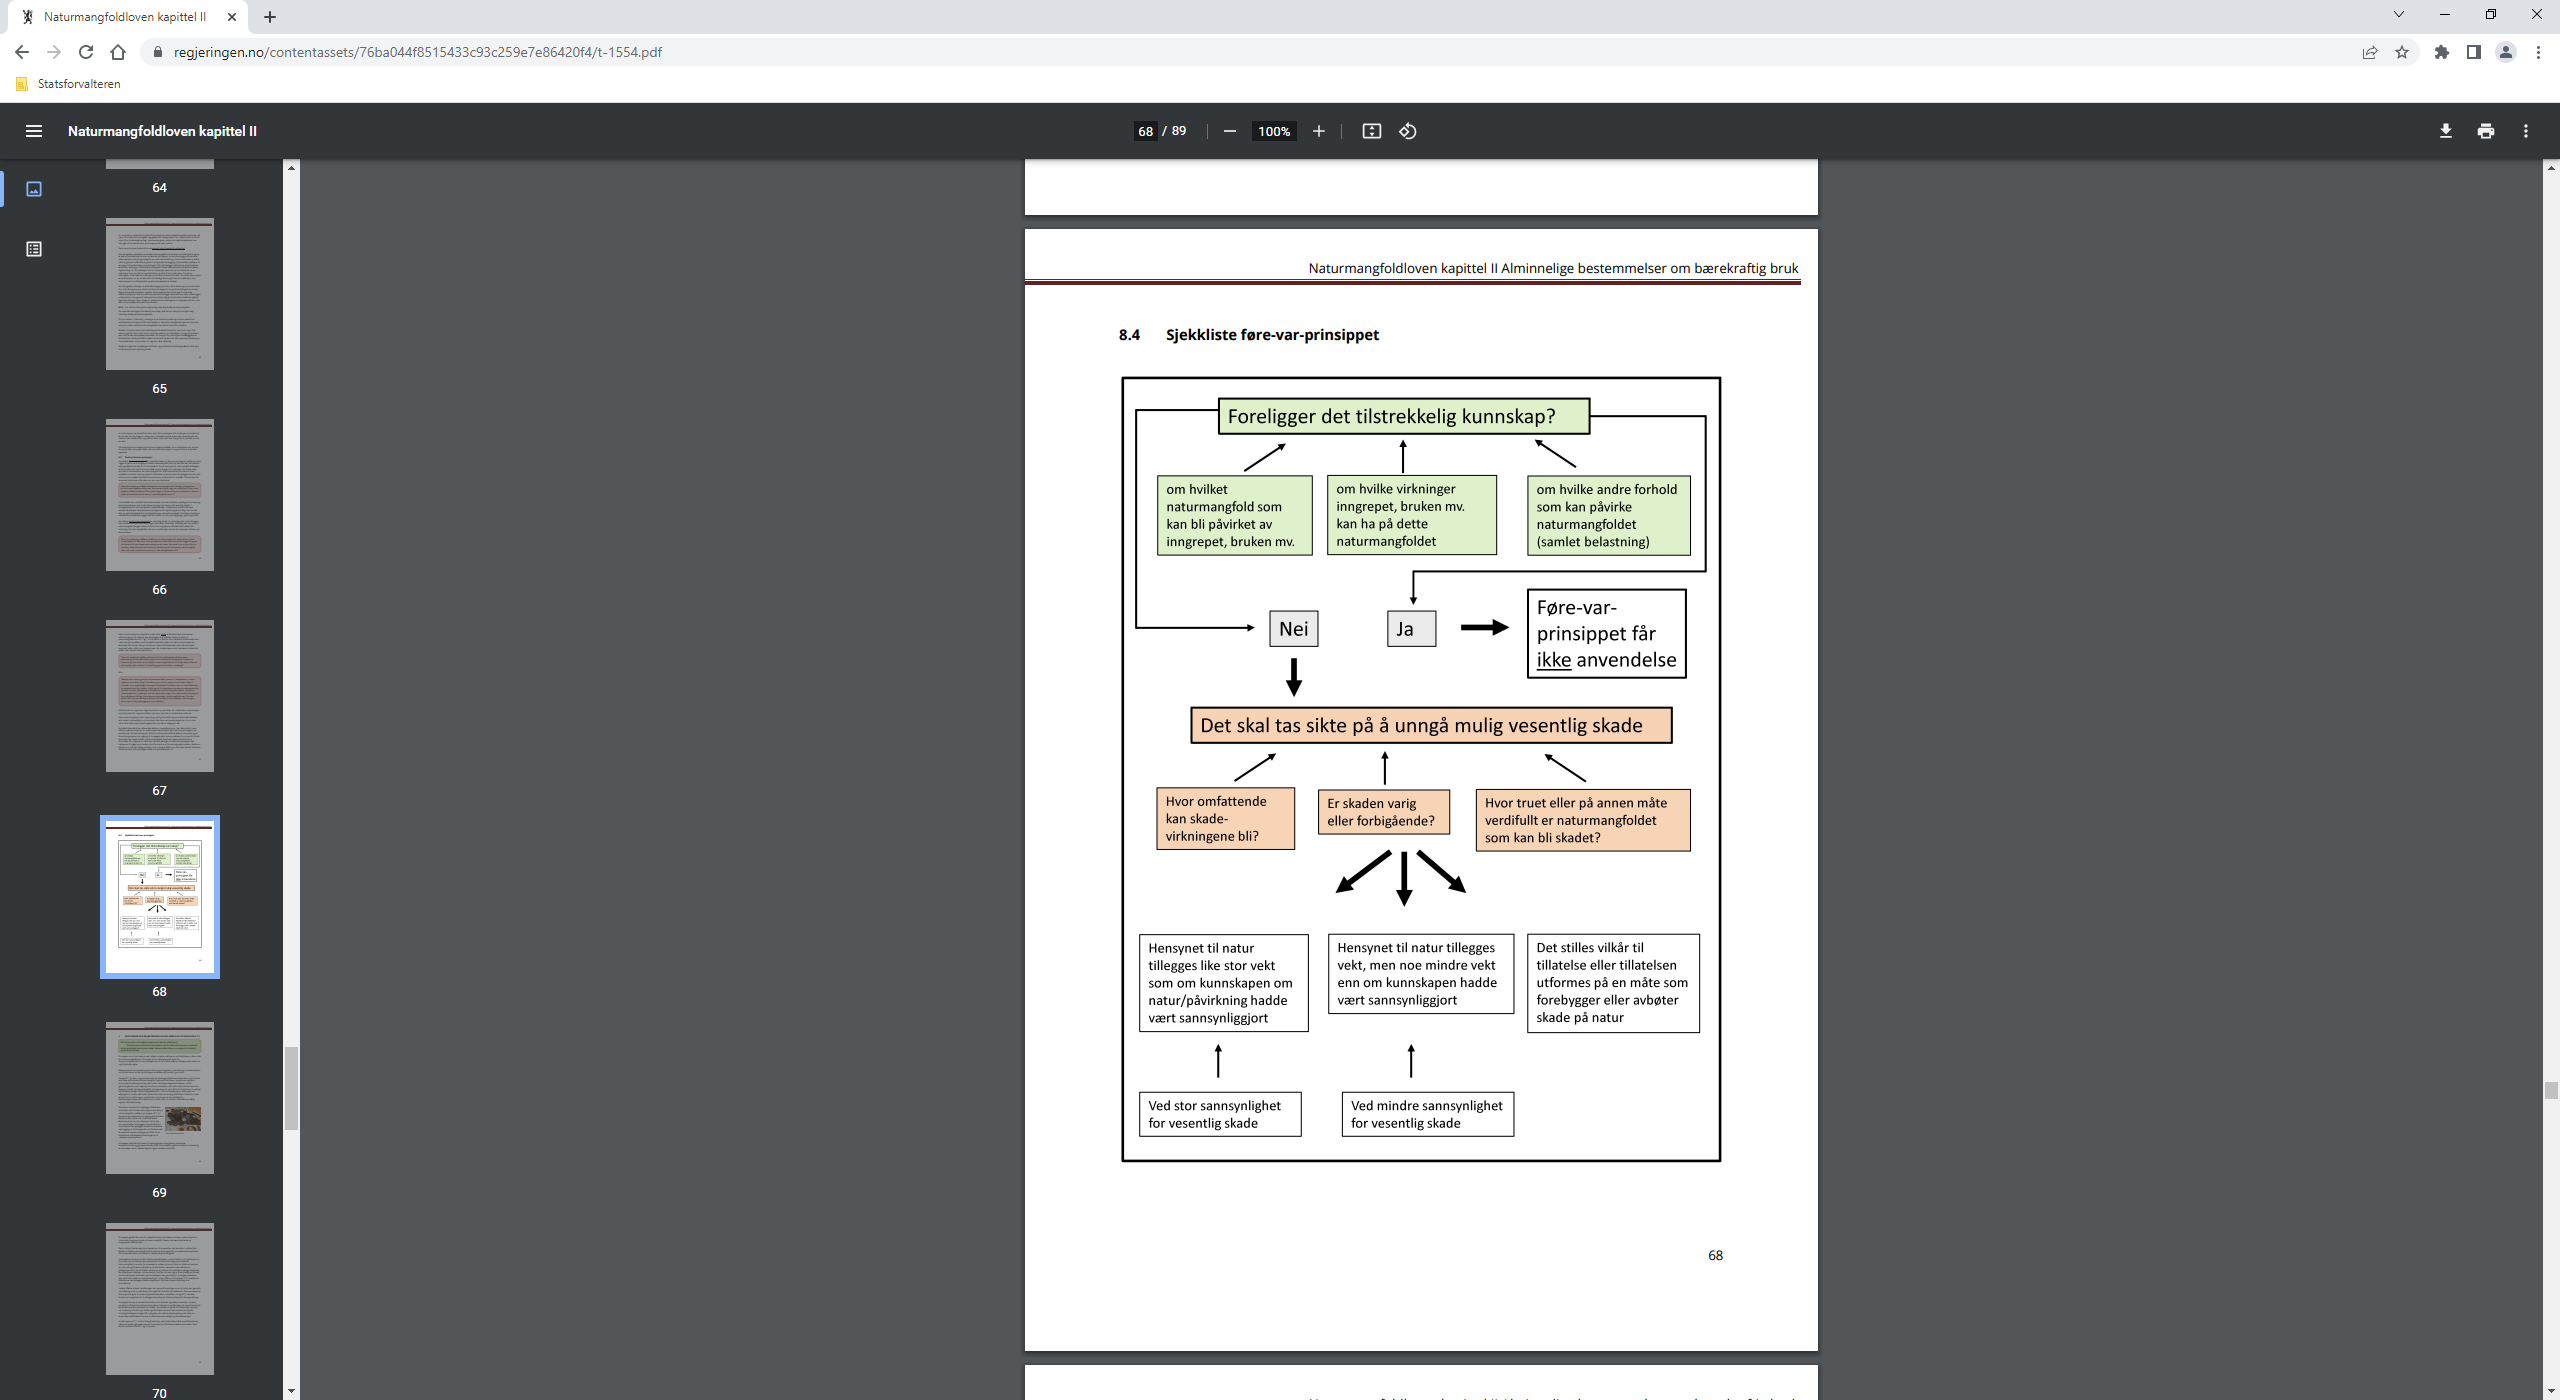 Naturmangfoldloven kapittel II
regjeringen.no/contentassets/76ba044f8515433c93c259e7e86420f4/t-1554.pdf
Statsforvalteren
Naturmangfoldloven kapittel II
68 / 89
100%
64
65
66
67
68
69
70
Naturmangfoldloven kapittel II Alminnelige bestemmelser om bærekraftig bruk
8.4 Sjekkliste føre-var-prinsippet
Foreligger det tilstrekkelig kunnskap?
om hvilket
naturmangfold som
kan bli påvirket av
inngrepet, bruken mv.
om hvilke virkninger
inngrepet, bruken mv.
kan ha på dette
naturmangfoldet
om hvilke andre forhold
som kan påvirke
naturmangfoldet
(samlet belastning)
Nei
Ja
Føre-var-
prinsippet får
ikke anvendelse
Det skal tas sikte på å unngå mulig vesentlig skade
Hvor omfattende
kan skade-
virkningene bli?
Er skaden varig
eller forbigående?
Hvor truet eller på annen måte
verdifullt er naturmangfoldet
som kan bli skadet?
Hensynet til natur
tillegges like stor vekt
som om kunnskapen om
natur/påvirkning hadde
vært sannsynliggjort
Hensynet til natur tillegges
vekt, men noe mindre vekt
enn om kunnskapen hadde
vært sannsynliggjort
Det stilles vilkår til
tillatelse eller tillatelsen
utformes på en måte som
forebygger eller avbøter
skade på natur
Ved stor sannsynlighet
for vesentlig skade
Ved mindre sannsynlighet
for vesentlig skade
68